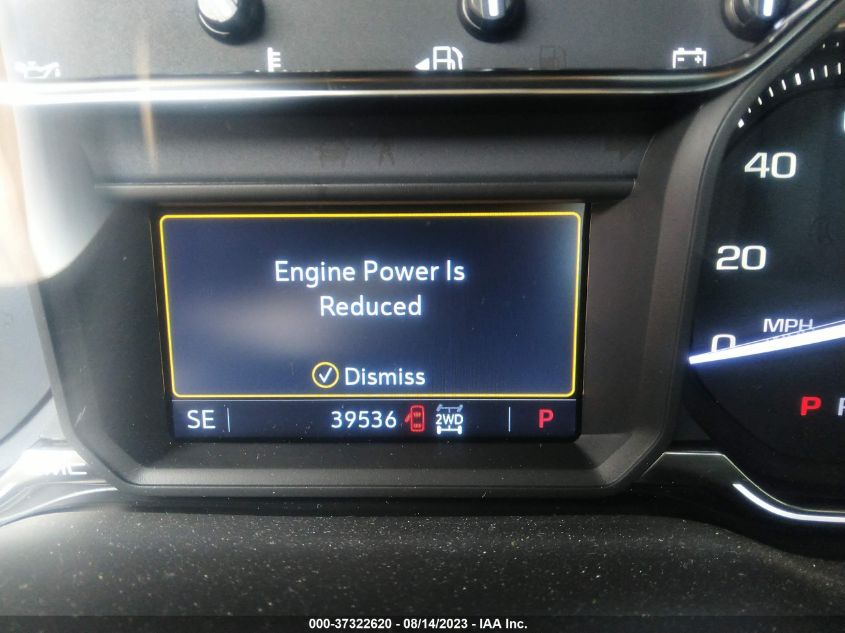 40
20
0
MPH
Engine Power Is
Reduced
Dismiss
SE 39536 2WD P
P
000-37322620 - 08/14/2023 - IAA Inc.